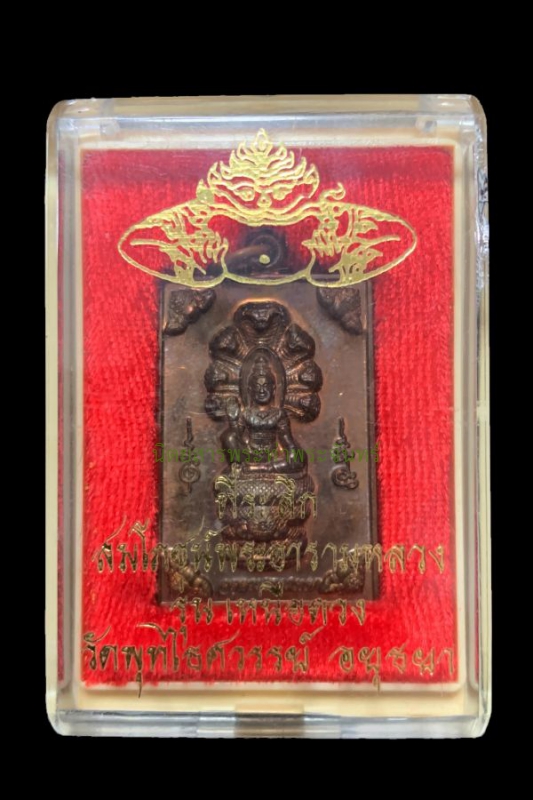 ที่ระลึก
สมโภชน์พระอารามหลวง
รุ่น เหนือดวง
วัดพุทไธศวรรย์ อยุธยา